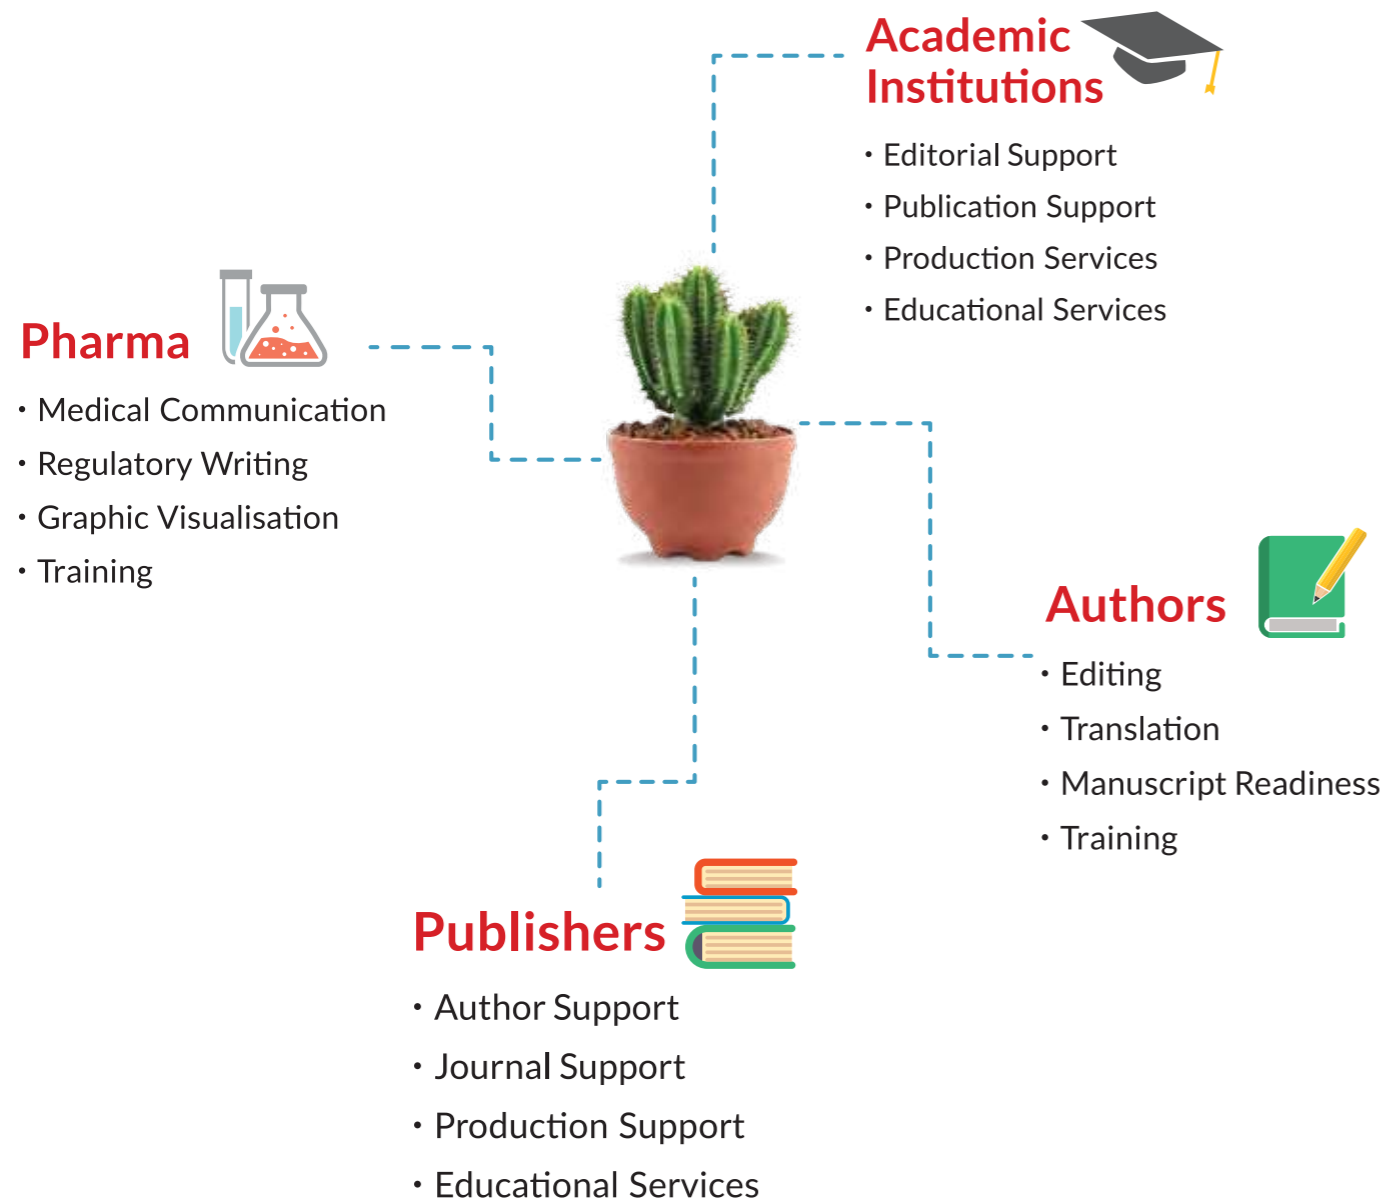 Academic
Institutions
• Editorial Support
• Publication Support
• Production Services
• Educational Services
Pharma
• Medical Communication
• Regulatory Writing
• Graphic Visualisation
• Training
Authors
• Editing
• Translation
• Manuscript Readiness
• Training
Publishers
• Author Support
• Journal Support
• Production Support
• Educational Services